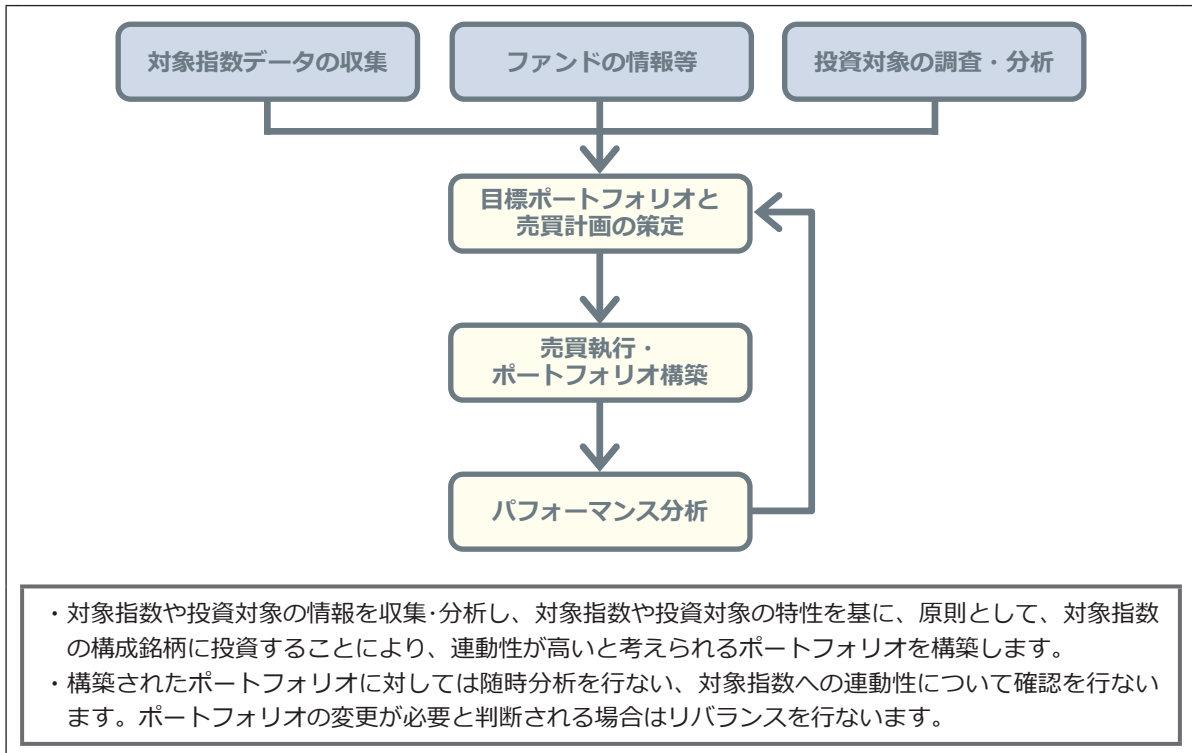 対象指数データの収集
ファンドの情報等
投資対象の調査・分析
目標ポートフォリオと
売買計画の策定
売買執行・
ポートフォリオ構築
パフォーマンス分析
・対象指数や投資対象の情報を収集・分析し、対象指数や投資対象の特性を基に、原則として、対象指数
の構成銘柄に投資することにより、連動性が高いと考えられるポートフォリオを構築します。
・構築されたポートフォリオに対しては随時分析を行ない、対象指数への連動性について確認を行ない
ます。ポートフォリオの変更が必要と判断される場合はリバランスを行ないます。